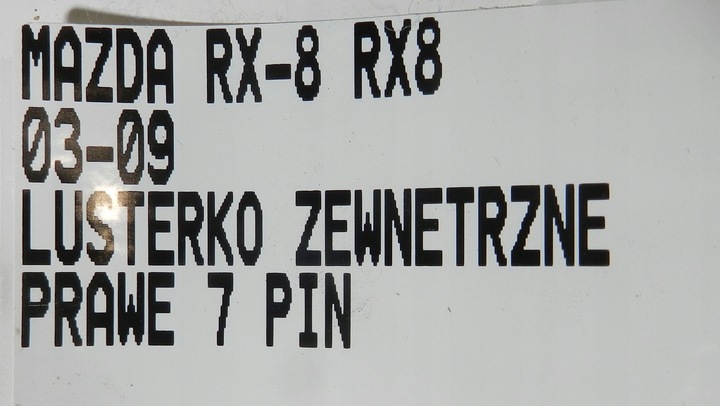 MAZDA RX-8 RX8
03-09
LUSTERKO ZEWNETRZNE
PRAWE 7 PIN